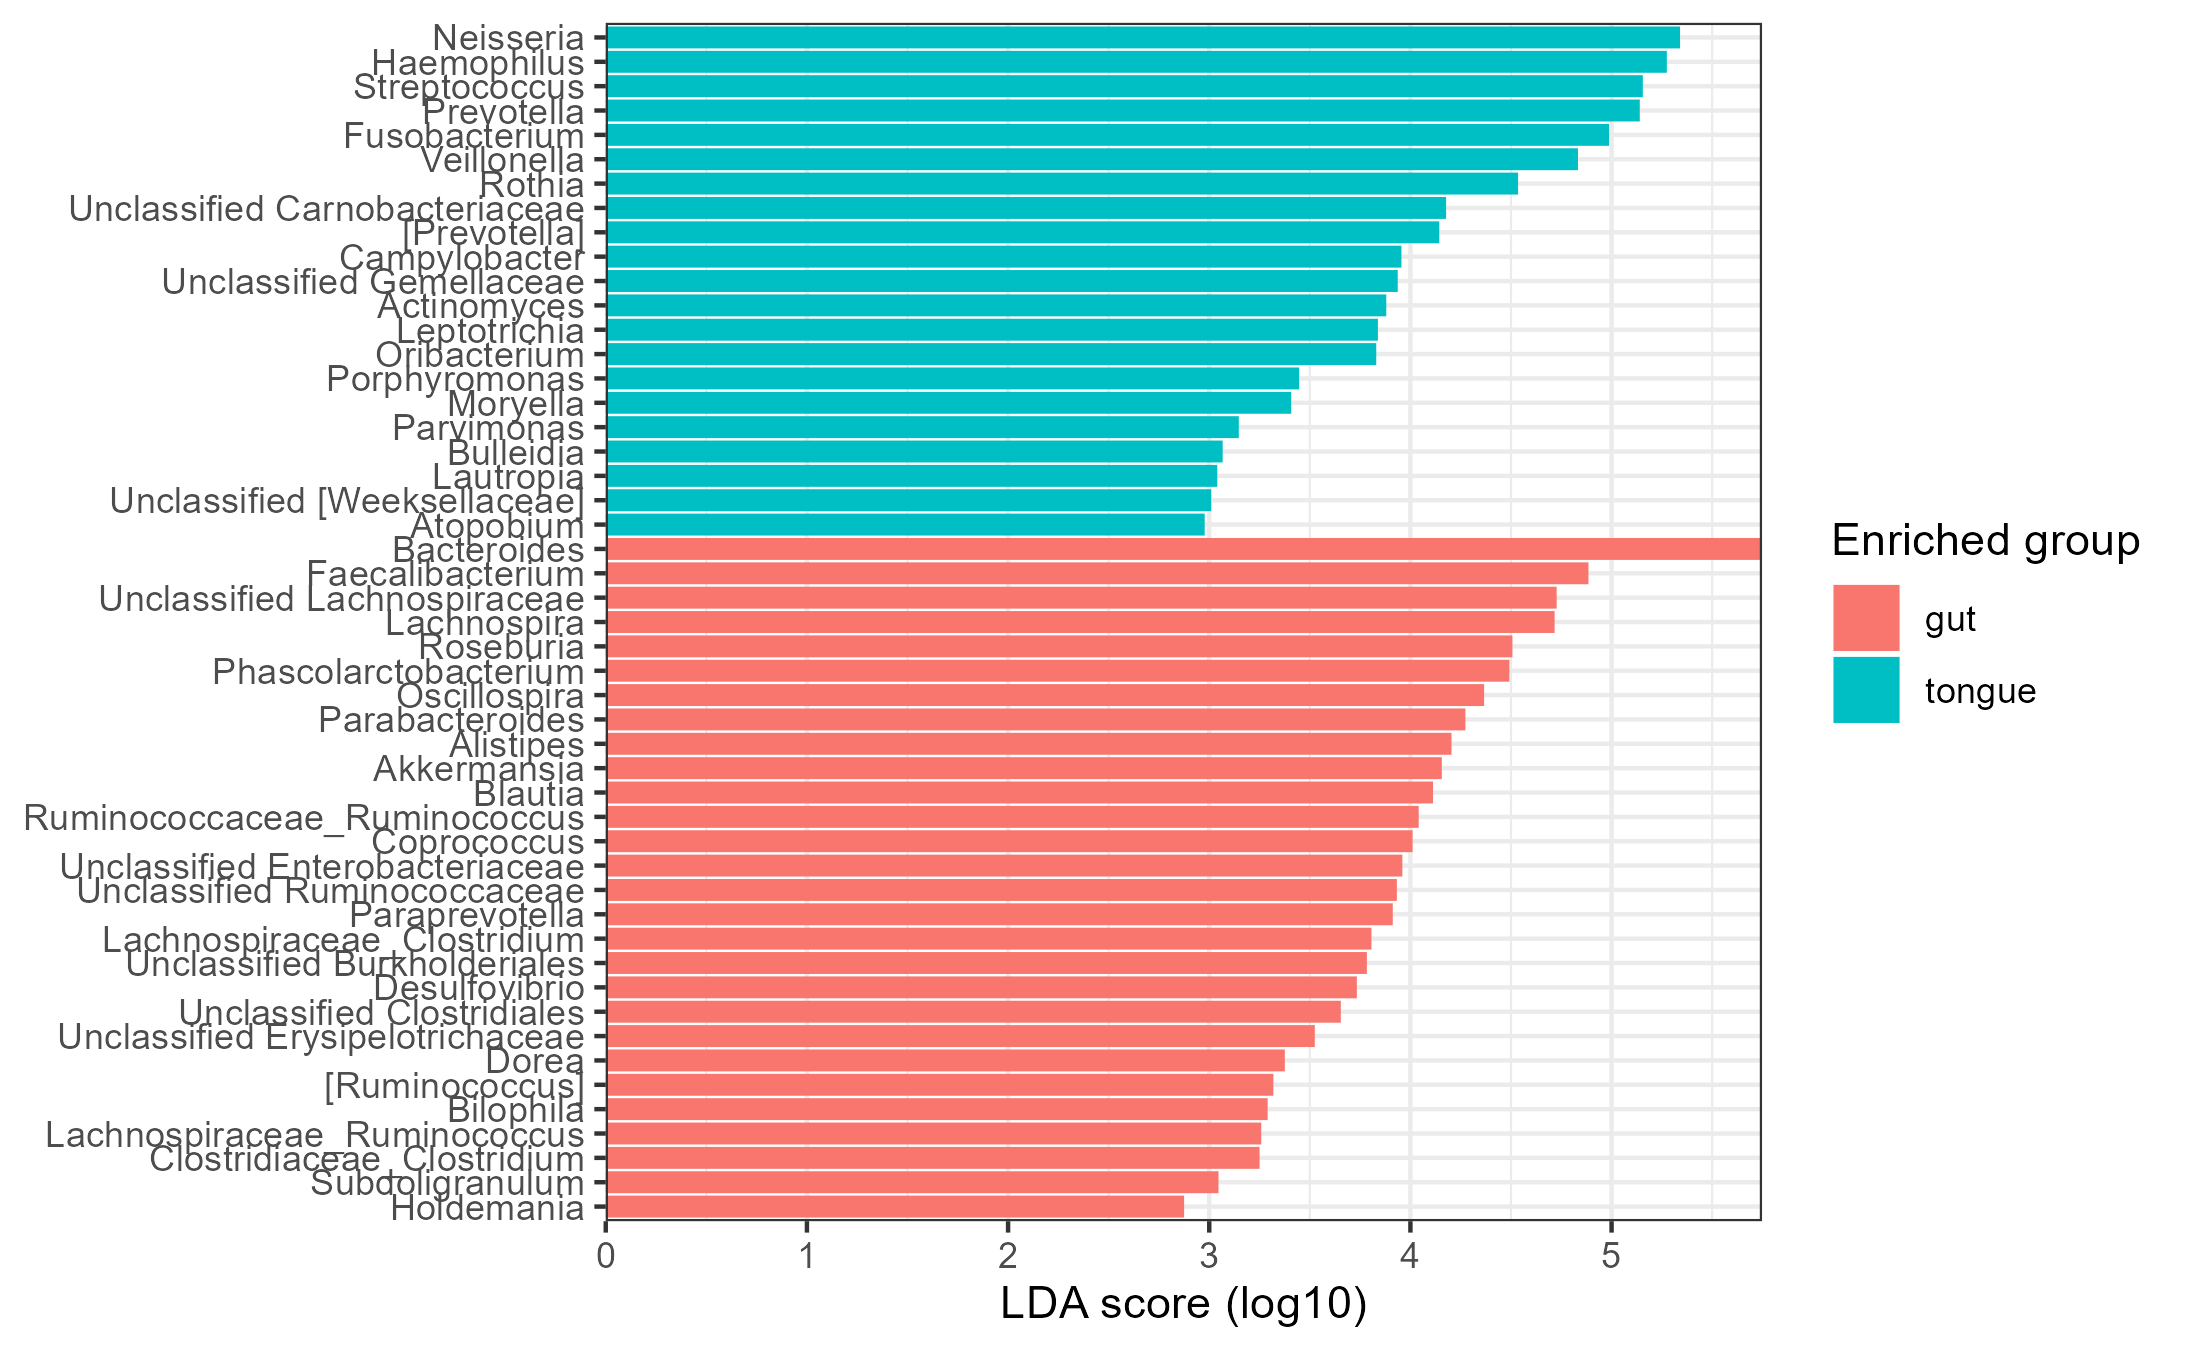 Neisseria
Haemophilus
Streptococcus
Prevotella
Fusobacterium
Veillonella
Rothia
Unclassified Carnobacteriaceae
[Prevotella]
Campylobacter
Unclassified Gemellaceae
Actinomyces
Leptotrichia
Oribacterium
Porphyromonas
Moryella
Parvimonas
Bulleidia
Lautropia
Unclassified [Weeksellaceae]
Atopobium
Bacteroides
Faecalibacterium
Unclassified Lachnospiraceae
Lachnospira
Roseburia
Phascolarctobacterium
Oscillospira
Parabacteroides
Alistipes
Akkermansia
Blautia
Ruminococcaceae_Ruminococcus
Coprococcus
Unclassified Enterobacteriaceae
Unclassified Ruminococcaceae
Paraprevotella
Lachnospiraceae_Clostridium
Unclassified Burkholderiales
Desulfovibrio
Unclassified Clostridiales
Unclassified Erysipelotrichaceae
Dorea
[Ruminococcus]
Bilophila
Lachnospiraceae_Ruminococcus
Clostridiaceae_Clostridium
Subdoligranulum
Holdemania
0 1 2 3 4 5
LDA score (log10)
Enriched group
gut
tongue